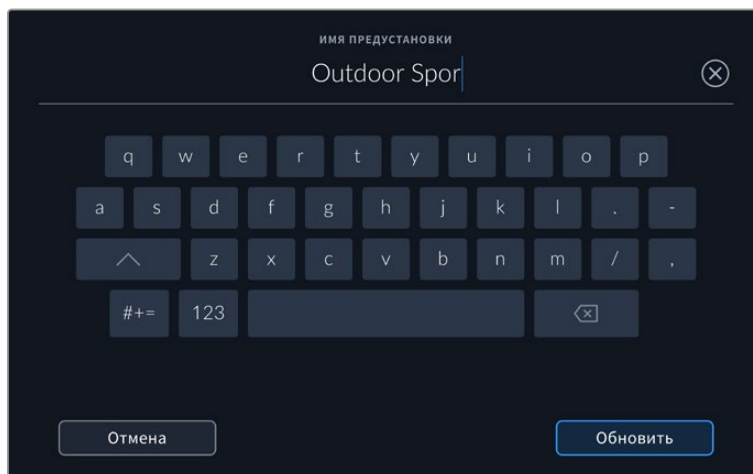 ИМЯ ПРЕДУСТАНОВКИ
Outdoor Spor
q w e r t y u i o p
a s d f g h j k l . -
z x c v b n m / ,
#+= 123
Отмена Обновить